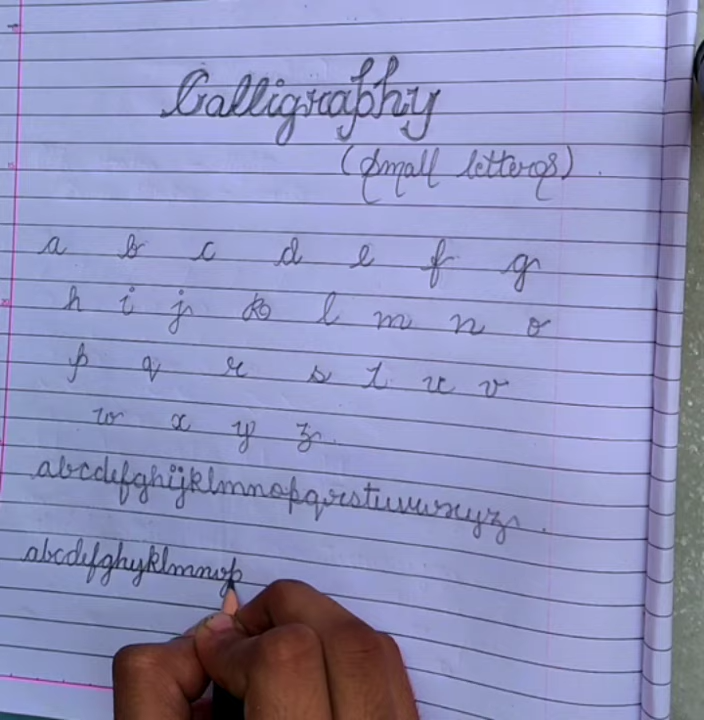 Calligraphy
(Small letters).
a b c d e f g
h i j k l m n o
p q r s t u v
w x y z.
abcdefghijklmnopqrstuvwxyz.
abcdefghijklmnop